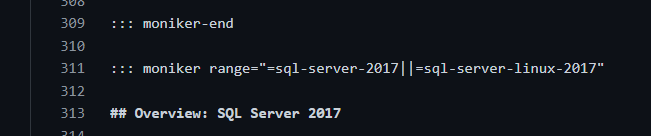 308
309 ::: moniker-end
310
311 ::: moniker range="=sql-server-2017||=sql-server-linux-2017"
312
313 ## Overview: SQL Server 2017
314